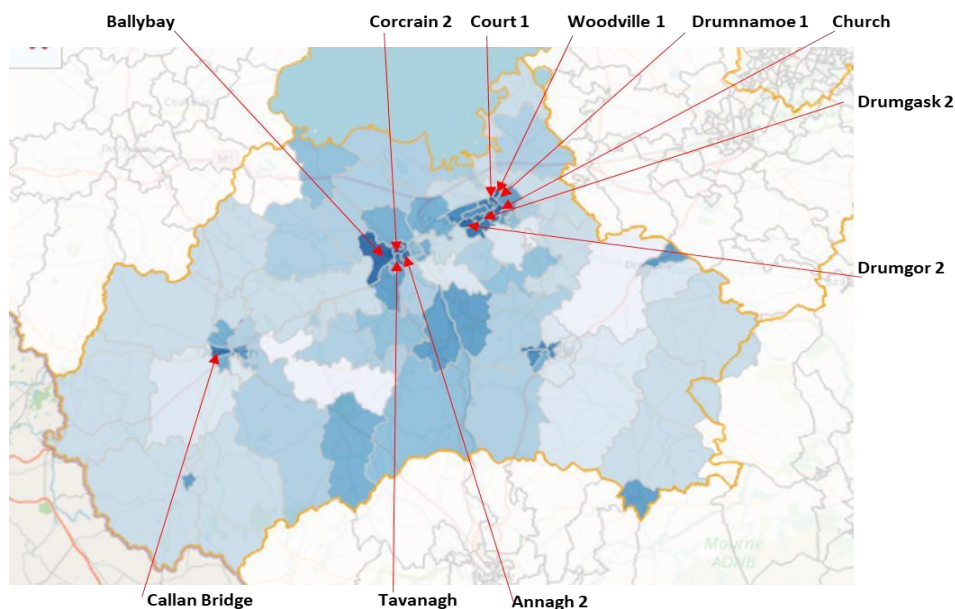 Ballybay
Corcrain 2
Court 1
Woodville 1
Drumnamoe 1
Church
Drumgask 2
M1
Drumgor 2
Callan Bridge
Tavanagh
Annagh 2
Mourne
AONB